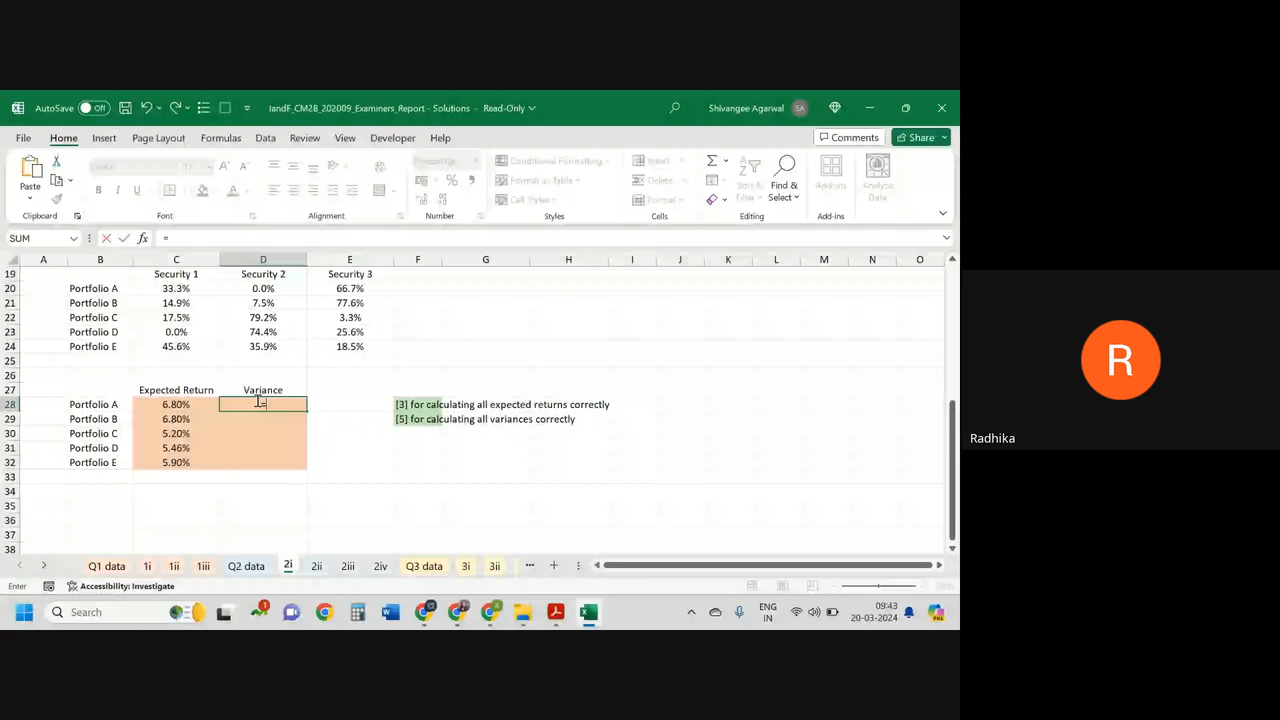 AutoSave Off IandF_CM2B_202009_Examiners_Report - Solutions - Read-Only Shivangee Agarwal SA
File Home Insert Page Layout Formulas Data Review View Developer Help Comments Share
Paste B I U Σ Conditional Formatting Format as Table Cell Styles Insert Delete Format Sort & Filter Find & Select Add-ins Analyze Data
Clipboard Font Alignment Number Styles Cells Editing Add-ins
SUM fx =
A B C D E F G H I J K L M N O
19 Security 1 Security 2 Security 3
20 Portfolio A 33.3% 0.0% 66.7%
21 Portfolio B 14.9% 7.5% 77.6%
22 Portfolio C 17.5% 79.2% 3.3%
23 Portfolio D 0.0% 74.4% 25.6%
24 Portfolio E 45.6% 35.9% 18.5%
25
26
27 Expected Return Variance
28 Portfolio A 6.80% = [3] for calculating all expected returns correctly
29 Portfolio B 6.80% [5] for calculating all variances correctly
30 Portfolio C 5.20%
31 Portfolio D 5.46%
32 Portfolio E 5.90%
33
34
35
36
37
38
Q1 data 1i 1ii 1iii Q2 data 2i 2ii 2iii 2iv Q3 data 3i 3ii ...
Enter Accessibility: Investigate
Search 1 ENG IN 09:43 20-03-2024
R
Radhika